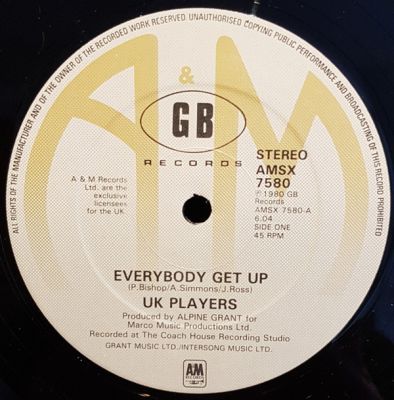 ALL RIGHTS OF THE MANUFACTURER AND OF THE OWNER OF THE RECORDED WORK RESERVED. UNAUTHORISED COPYING PUBLIC PERFORMANCE AND BROADCASTING OF THIS RECORD PROHIBITED
A & M
GB
RECORDS
A & M Records
Ltd. are the
exclusive
licensees
for the UK.
STEREO
AMSX
7580
℗ 1980 GB
Records
AMSX 7580-A
6.04
SIDE ONE
45 RPM
EVERYBODY GET UP
(P.Bishop/A.Simmons/J.Ross)
UK PLAYERS
Produced by ALPINE GRANT for
Marco Music Productions Ltd.
Recorded at The Coach House Recording Studio
GRANT MUSIC LTD./INTERSONG MUSIC LTD.
A&M
RECORDS